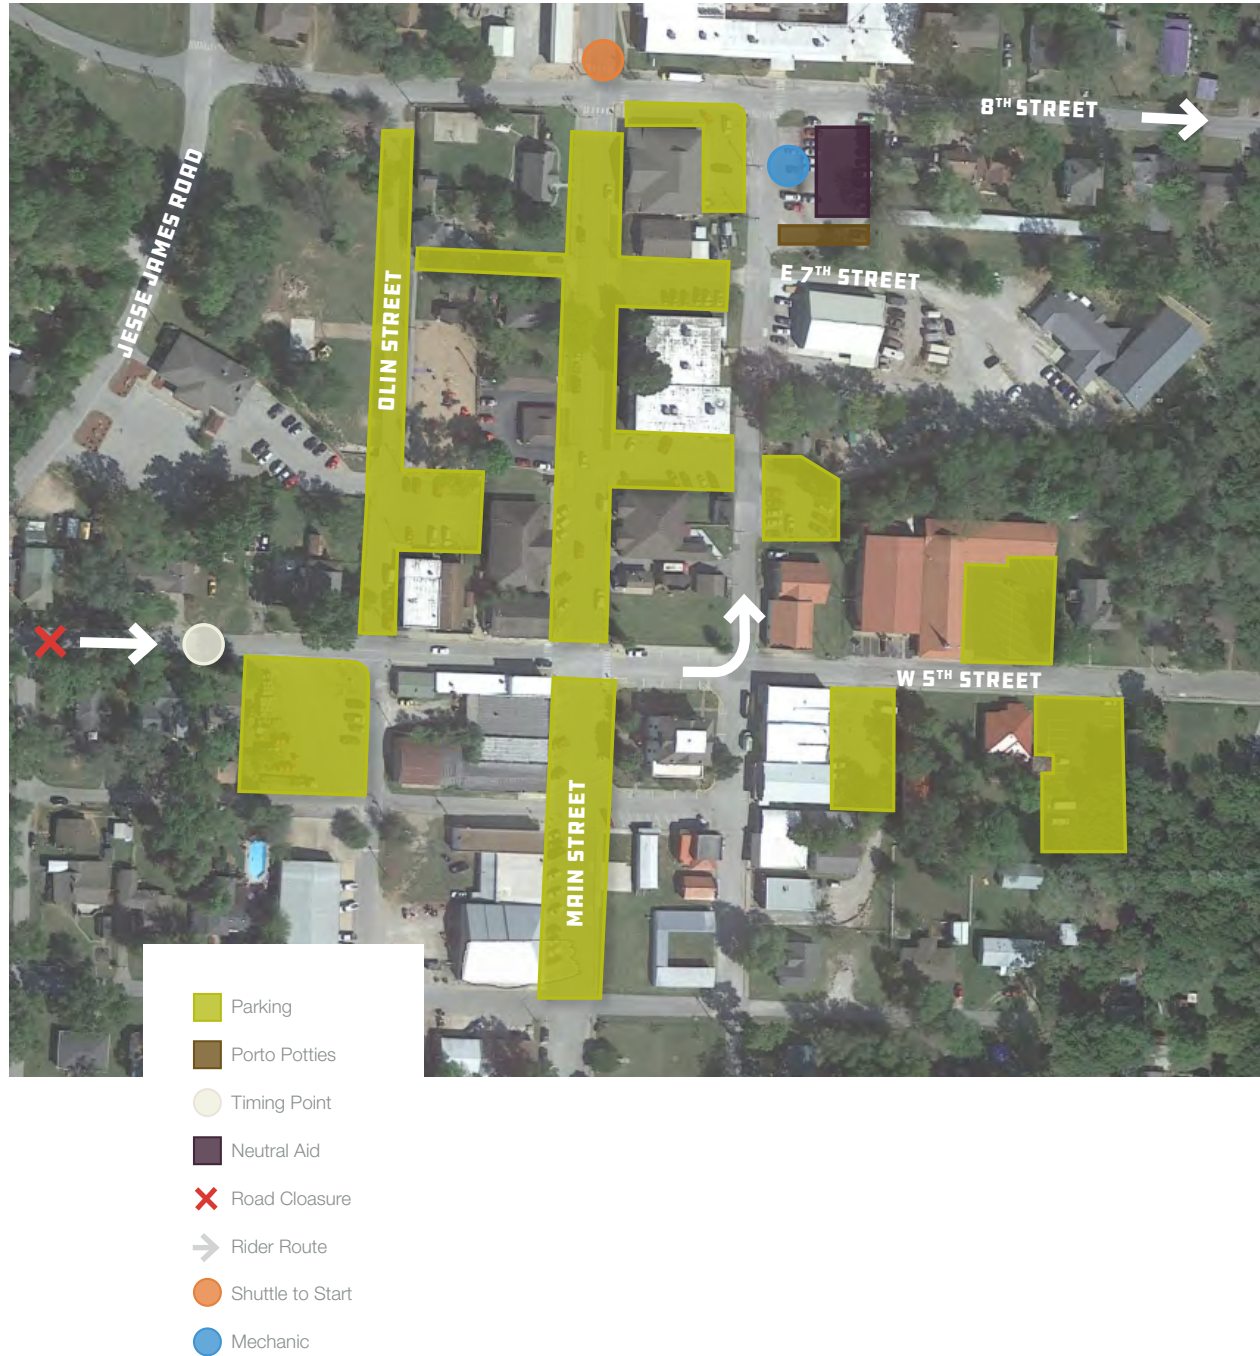 8TH STREET
JESSE JAMES ROAD
OLIN STREET
E 7TH STREET
W 5TH STREET
MAIN STREET
Parking
Porto Potties
Timing Point
Neutral Aid
Road Cloasure
Rider Route
Shuttle to Start
Mechanic